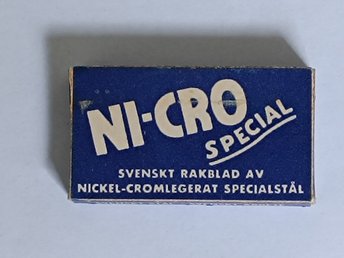 NI-CRO
SPECIAL
SVENSKT RAKBLAD AV
NICKEL-CROMLEGERAT SPECIALSTÅL